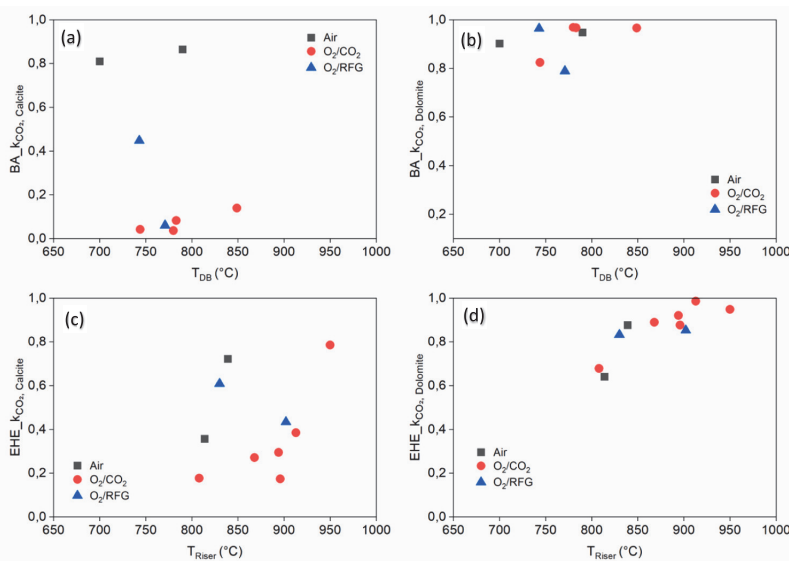 (a)
BA_kCO₂, Calcite
1,0
0,8
0,6
0,4
0,2
0,0
Air
O₂/CO₂
O₂/RFG
650 700 750 800 850 900 950 1000
T_DB (°C)
(b)
BA_kCO₂, Dolomite
1,0
0,8
0,6
0,4
0,2
Air
O₂/CO₂
O₂/RFG
650 700 750 800 850 900 950 1000
T_DB (°C)
(c)
EHE_kCO₂, Calcite
1,0
0,8
0,6
0,4
0,2
0,0
Air
O₂/CO₂
O₂/RFG
650 700 750 800 850 900 950 1000
T_Riser (°C)
(d)
EHE_kCO₂, Dolomite
1,0
0,8
0,6
0,4
0,2
0,0
Air
O₂/CO₂
O₂/RFG
650 700 750 800 850 900 950 1000
T_Riser (°C)